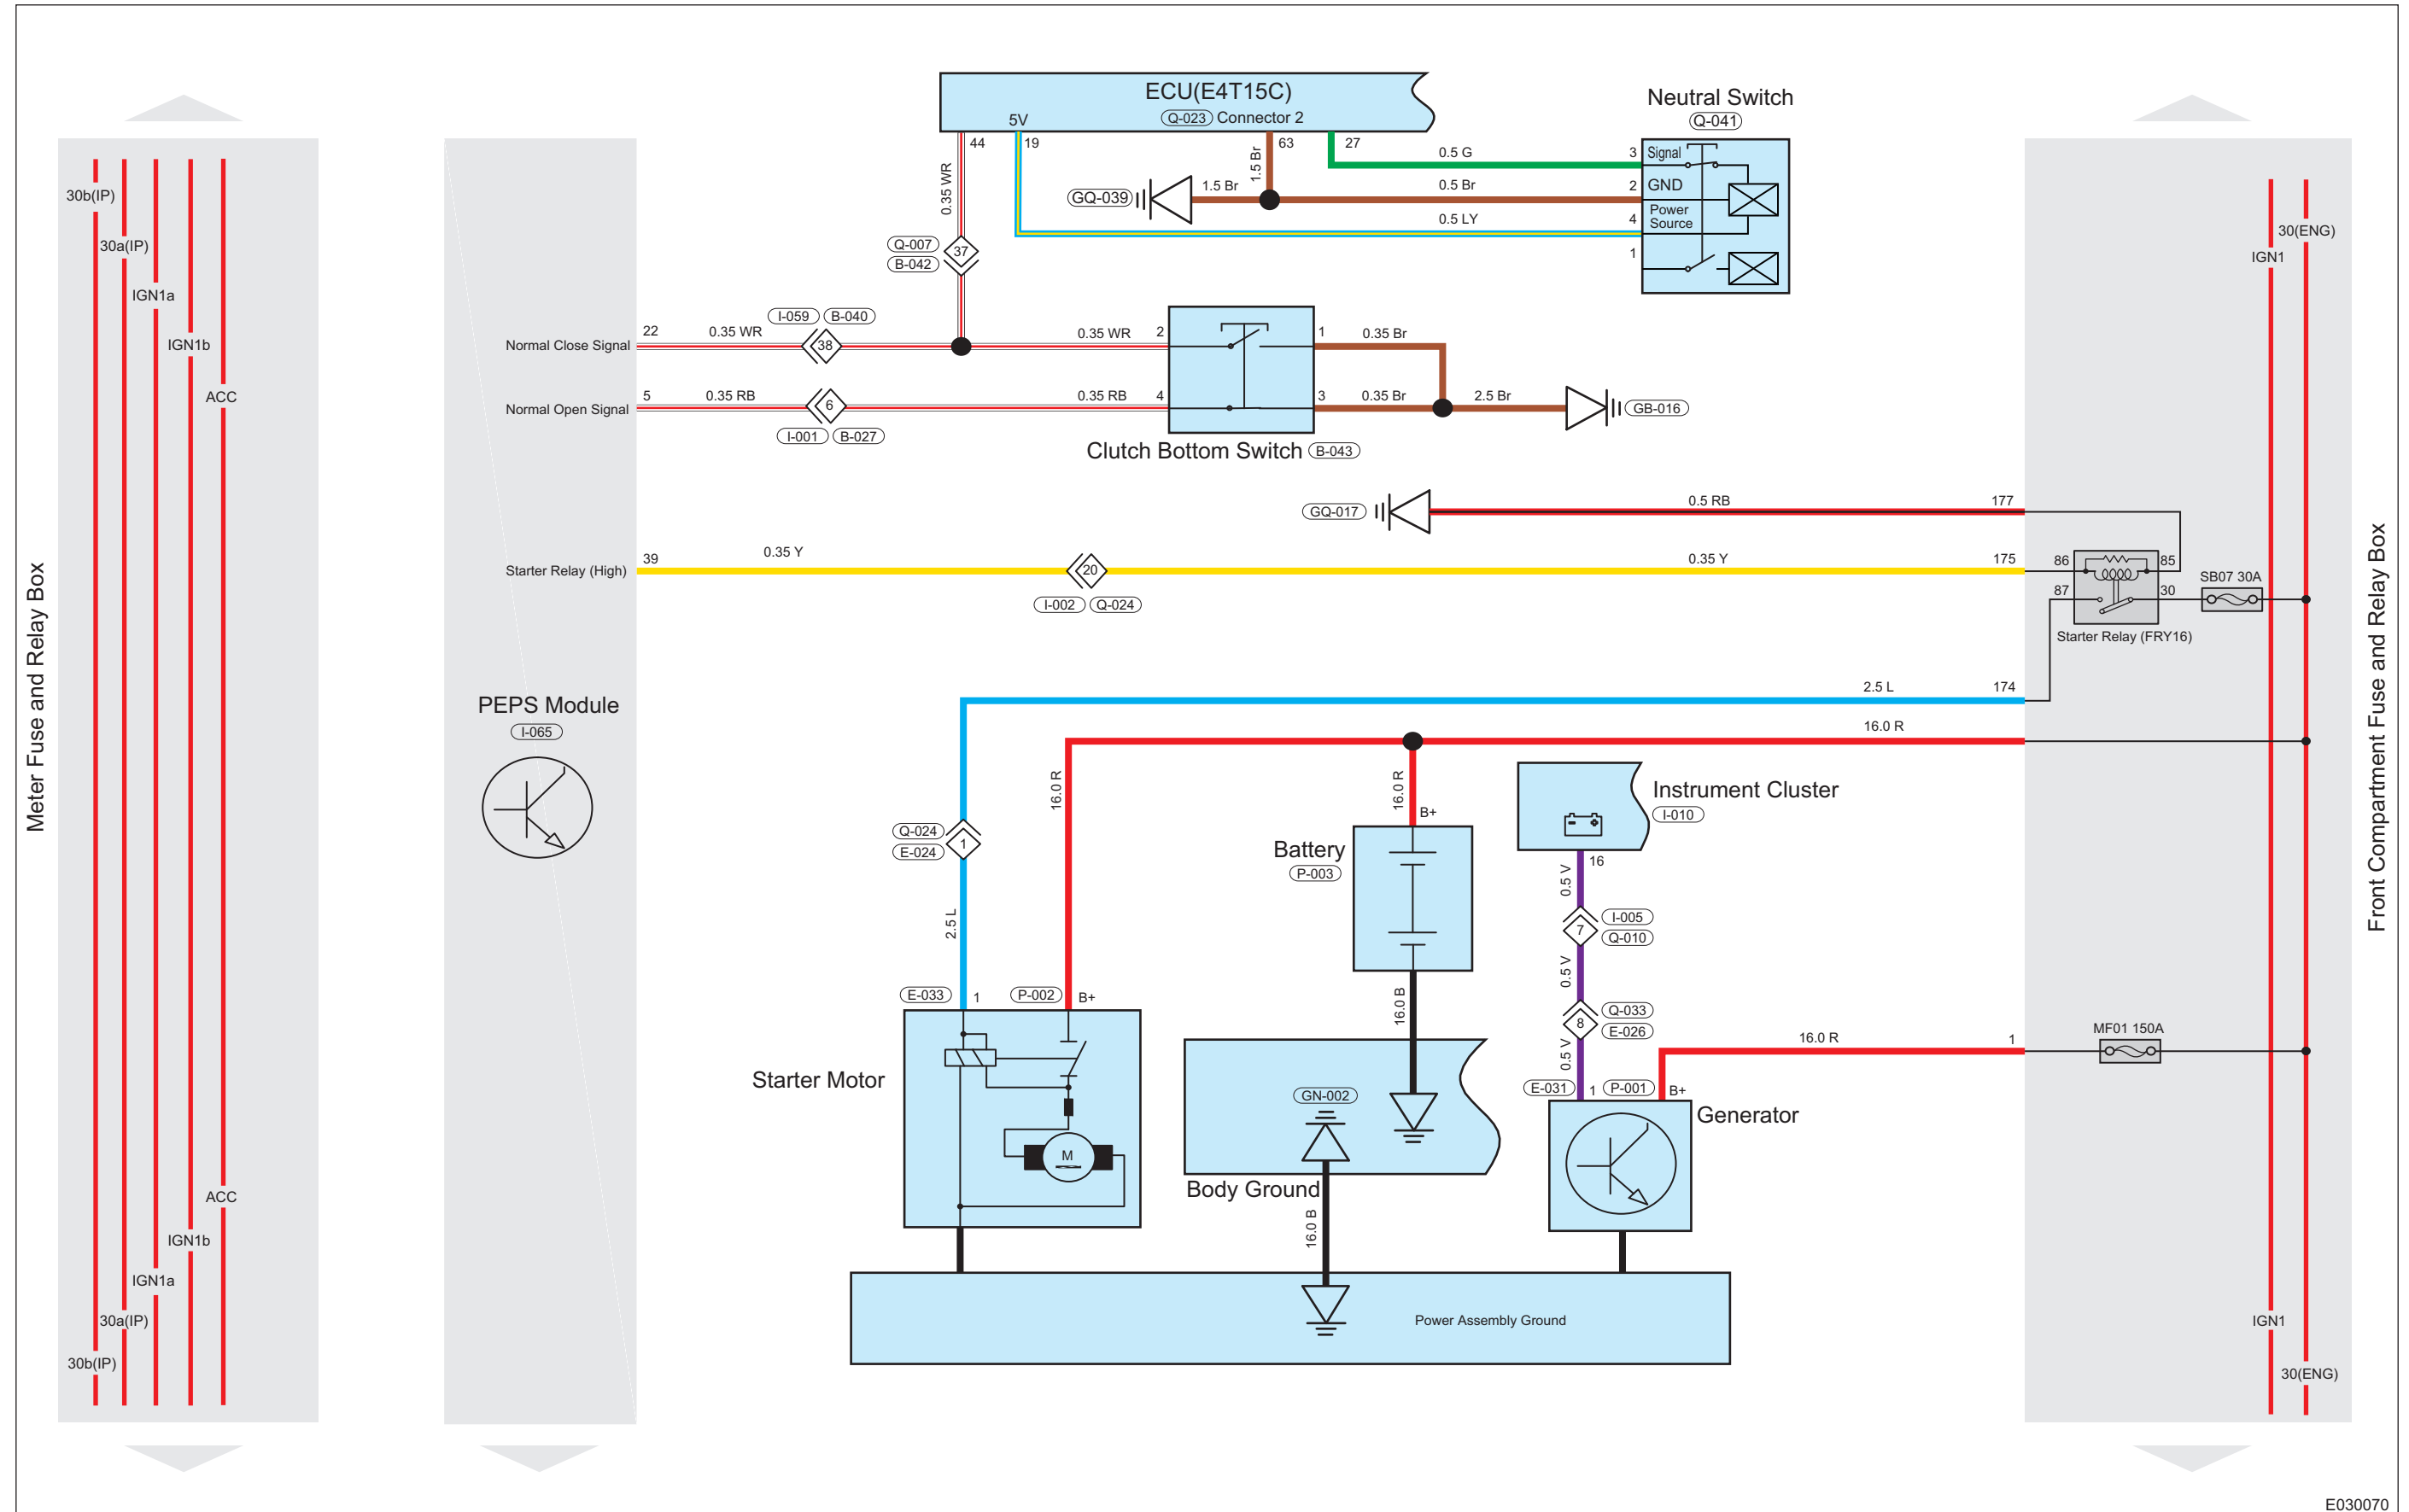 ECU(E4T15C)
5V
Q-023 Connector 2
44
19
63
27
Neutral Switch
Q-041
0.35 WR
1.5 Br
0.5 G
3
Signal
GQ-039
1.5 Br
0.5 Br
2
GND
0.5 LY
4
Power
Source
1
Q-007
B-042
37
30b(IP)
30a(IP)
IGN1a
IGN1b
ACC
30(ENG)
IGN1
Normal Close Signal
22
0.35 WR
I-059
B-040
38
0.35 WR
2
1
0.35 Br
Normal Open Signal
5
0.35 RB
6
I-001
B-027
0.35 RB
4
3
0.35 Br
2.5 Br
GB-016
Clutch Bottom Switch
B-043
GQ-017
0.5 RB
177
Starter Relay (High)
39
0.35 Y
20
I-002
Q-024
0.35 Y
175
86
85
87
30
SB07 30A
Starter Relay (FRY16)
Meter Fuse and Relay Box
Front Compartment Fuse and Relay Box
PEPS Module
I-065
2.5 L
174
16.0 R
16.0 R
16.0 R
B+
Instrument Cluster
I-010
16
Q-024
E-024
1
2.5 L
Battery
P-003
0.5 V
7
I-005
Q-010
0.5 V
8
Q-033
E-026
0.5 V
16.0 B
E-033
1
P-002
B+
Starter Motor
M
GN-002
Body Ground
16.0 B
E-031
1
P-001
B+
Generator
16.0 R
1
MF01 150A
Power Assembly Ground
ACC
IGN1b
IGN1a
30a(IP)
30b(IP)
IGN1
30(ENG)
E030070